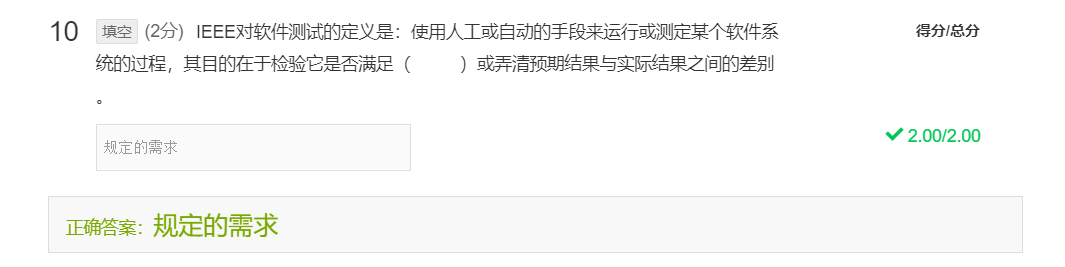 10 填空 (2分) IEEE对软件测试的定义是：使用人工或自动的手段来运行或测定某个软件系 得分/总分
统的过程，其目的在于检验它是否满足（　　）或弄清预期结果与实际结果之间的差别
。
规定的需求 2.00/2.00
正确答案：规定的需求